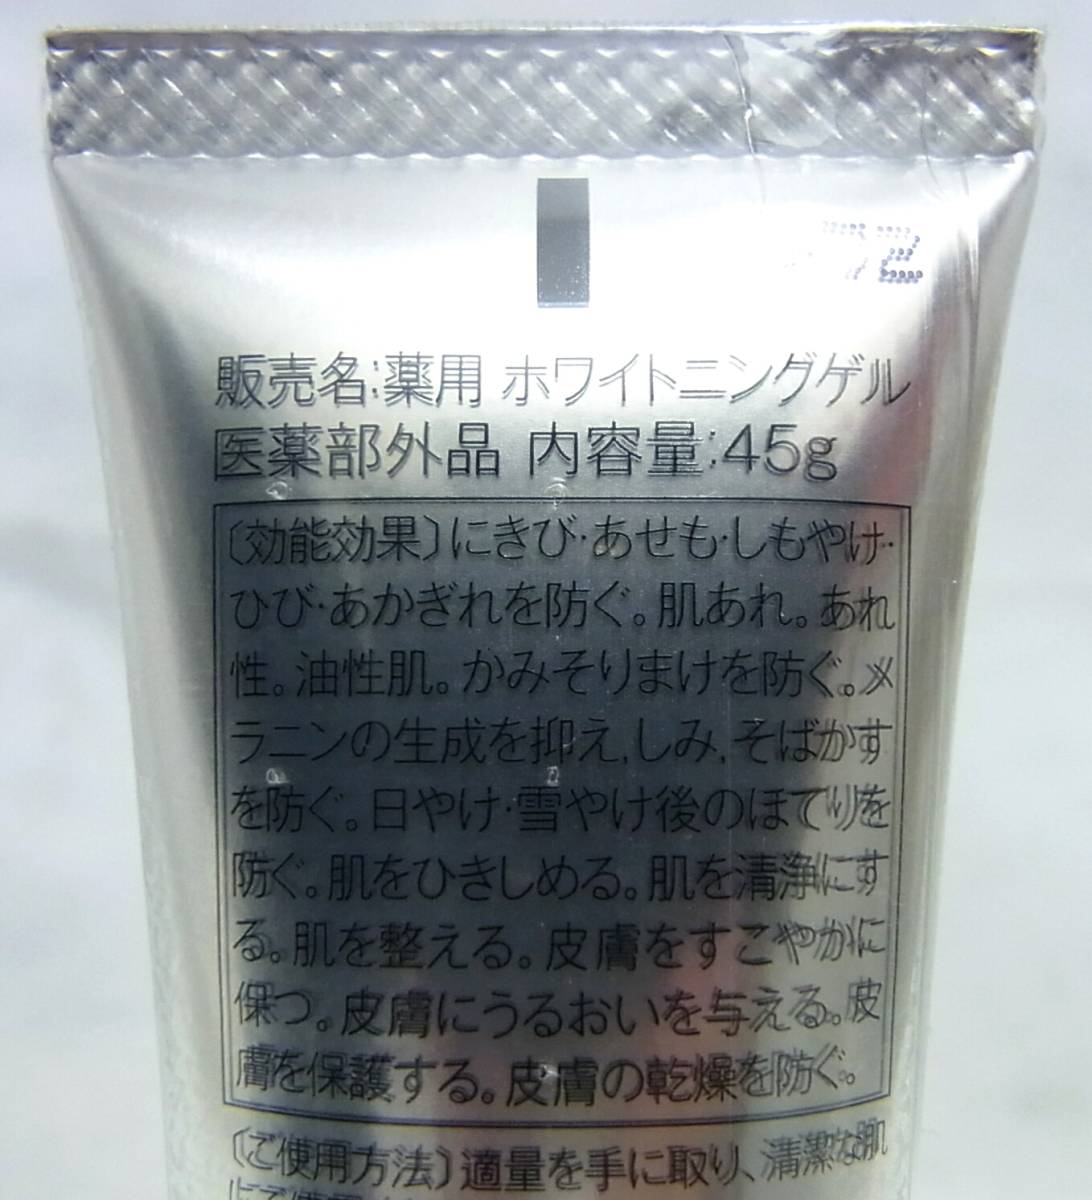 72
販売名:薬用 ホワイトニングゲル
医薬部外品 内容量:45g
〔効能効果〕にきび・あせも・しもやけ・
ひび・あかぎれを防ぐ。肌あれ。あれ
性。油性肌。かみそりまけを防ぐ。メ
ラニンの生成を抑え、しみ、そばかす
を防ぐ。日やけ・雪やけ後のほてりを
防ぐ。肌をひきしめる。肌を清浄にす
る。肌を整える。皮膚をすこやかに
保つ。皮膚にうるおいを与える。皮
膚を保護する。皮膚の乾燥を防ぐ。
〔ご使用方法〕適量を手に取り、清潔な肌